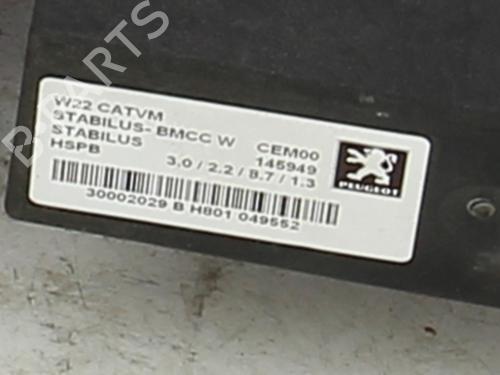 W22 CATVM
STABILUS- BMCC W CEM00
STABILUS 145949
HSPB 3,0 / 2,2 / 8,7 / 1,3
PEUGEOT
30002029 B H801 049552